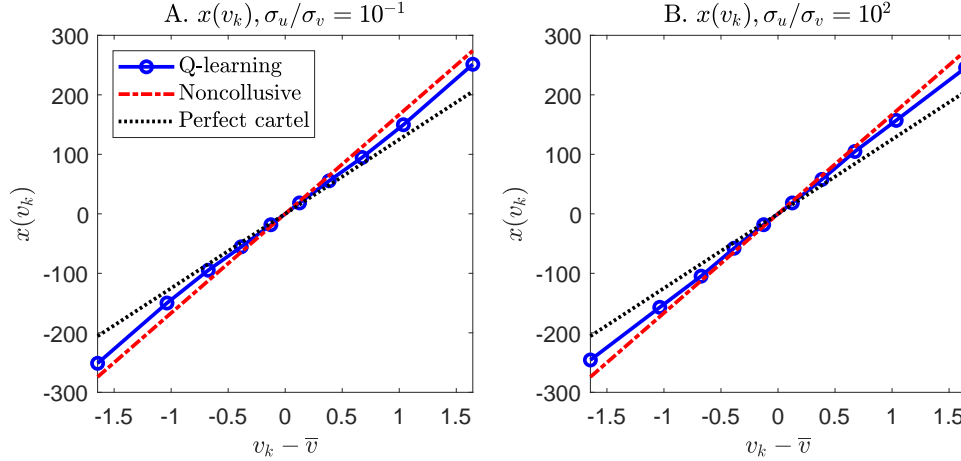 A. x(v_k), σ_u/σ_v = 10^{-1}
300
200
100
0
-100
-200
-300
x(v_k)
Q-learning
Noncollusive
Perfect cartel
-1.5 -1 -0.5 0 0.5 1 1.5
v_k − v̅
B. x(v_k), σ_u/σ_v = 10^2
300
200
100
0
-100
-200
-300
x(v_k)
-1.5 -1 -0.5 0 0.5 1 1.5
v_k − v̅